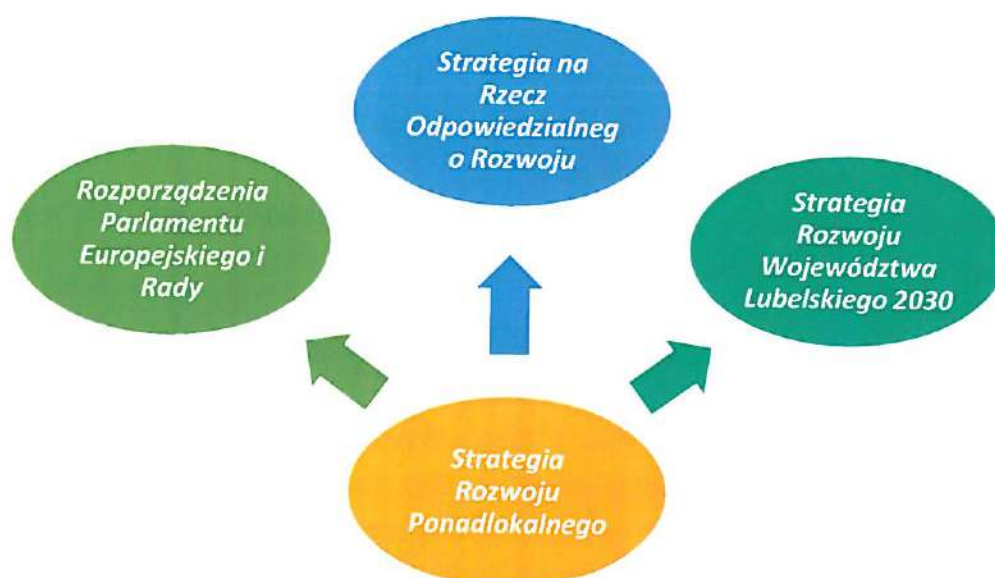 Strategia na
Rzecz
Odpowiedzialneg
o Rozwoju
Rozporządzenia
Parlamentu
Europejskiego i
Rady
Strategia
Rozwoju
Województwa
Lubelskiego 2030
Strategia
Rozwoju
Ponadlokalnego